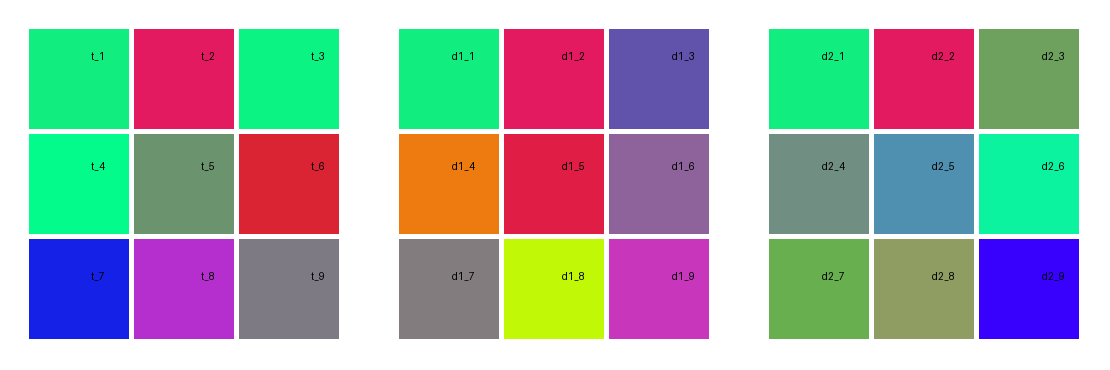 t_1 t_2 t_3 d1_1 d1_2 d1_3 d2_1 d2_2 d2_3
t_4 t_5 t_6 d1_4 d1_5 d1_6 d2_4 d2_5 d2_6
t_7 t_8 t_9 d1_7 d1_8 d1_9 d2_7 d2_8 d2_9